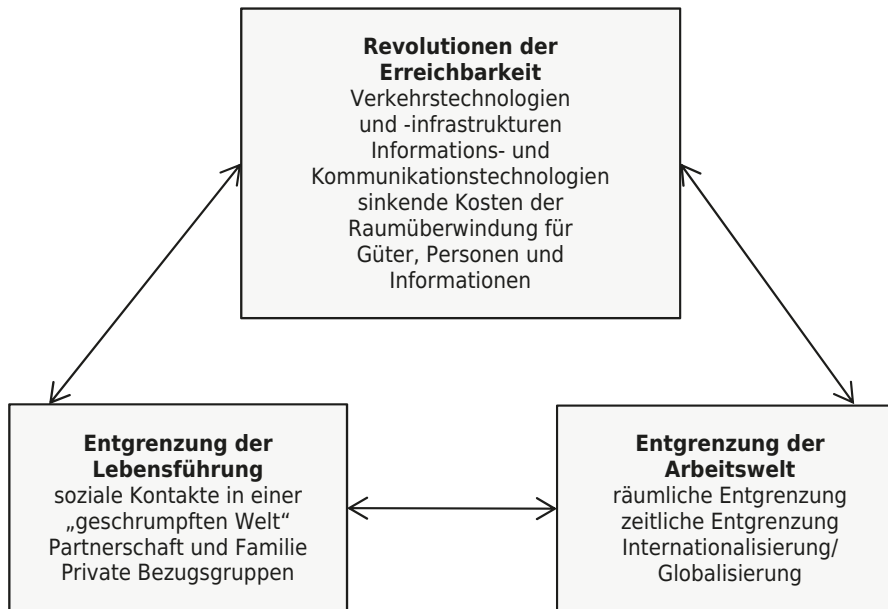 Revolutionen der
Erreichbarkeit
Verkehrstechnologien
und -infrastrukturen
Informations- und
Kommunikationstechnologien
sinkende Kosten der
Raumüberwindung für
Güter, Personen und
Informationen
Entgrenzung der
Lebensführung
soziale Kontakte in einer
„geschrumpften Welt“
Partnerschaft und Familie
Private Bezugsgruppen
Entgrenzung der
Arbeitswelt
räumliche Entgrenzung
zeitliche Entgrenzung
Internationalisierung/
Globalisierung